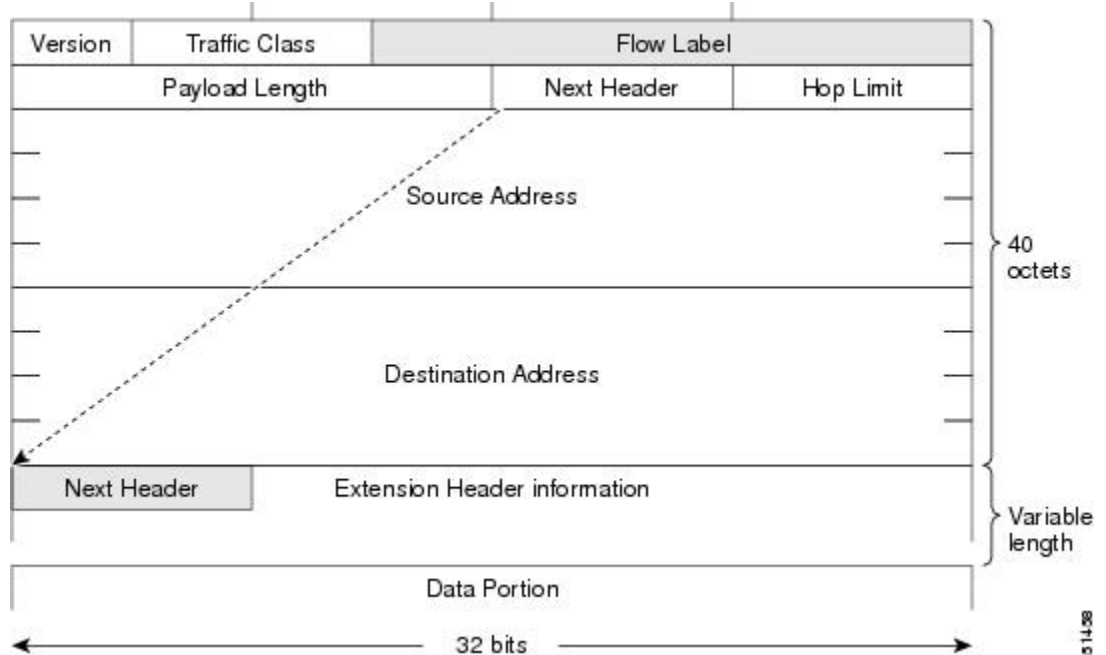 Version Traffic Class Flow Label
Payload Length Next Header Hop Limit
Source Address
40
octets
Destination Address
Next Header Extension Header information
Variable
length
Data Portion
32 bits
51458